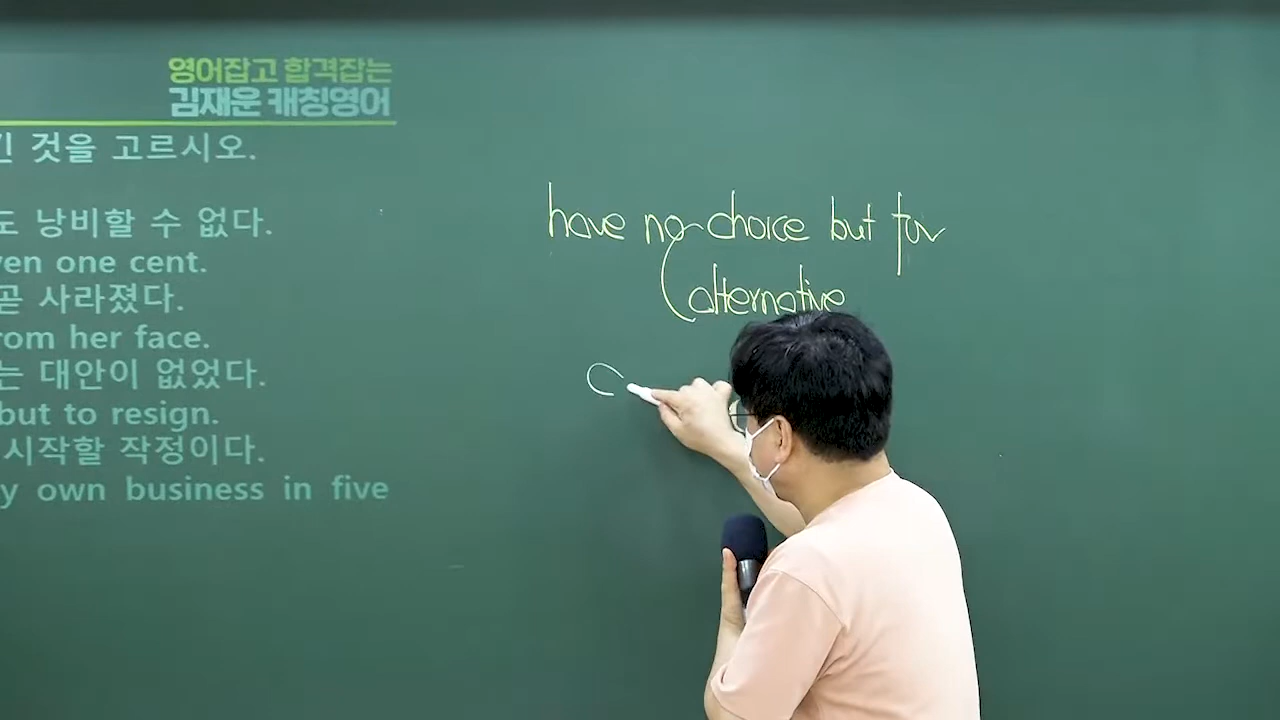 영어잡고 합격잡는
김재운 캐칭영어
긴 것을 고르시오.
도 낭비할 수 없다.
ven one cent.
곧 사라졌다.
rom her face.
는 대안이 없었다.
but to resign.
시작할 작정이다.
y own business in five
have no choice but to
alternative
C